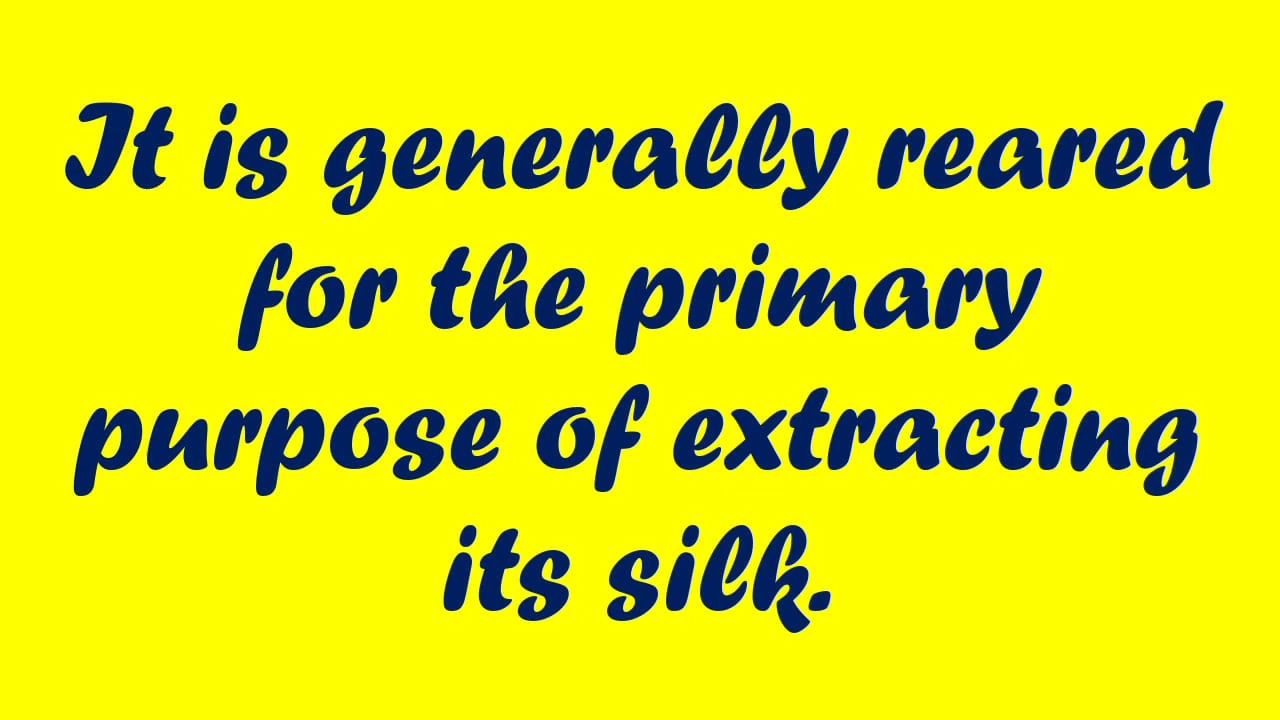 It is generally reared
for the primary
purpose of extracting
its silk.